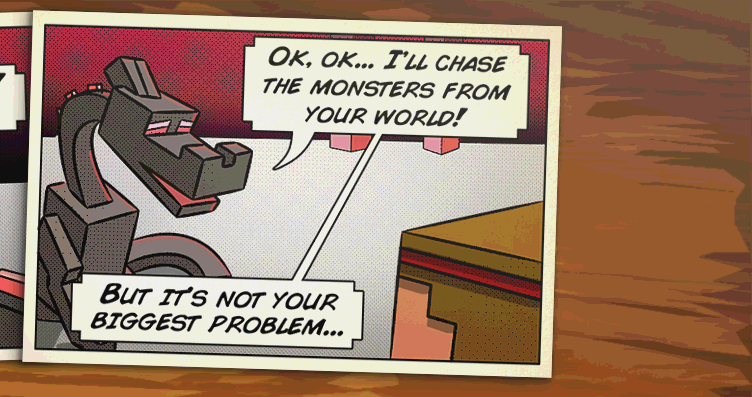 OK, OK... I'LL CHASE
THE MONSTERS FROM
YOUR WORLD!
BUT IT'S NOT YOUR
BIGGEST PROBLEM...